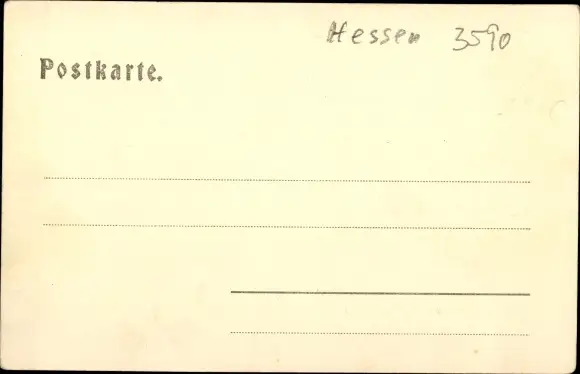 Hessen 3590
Postkarte.